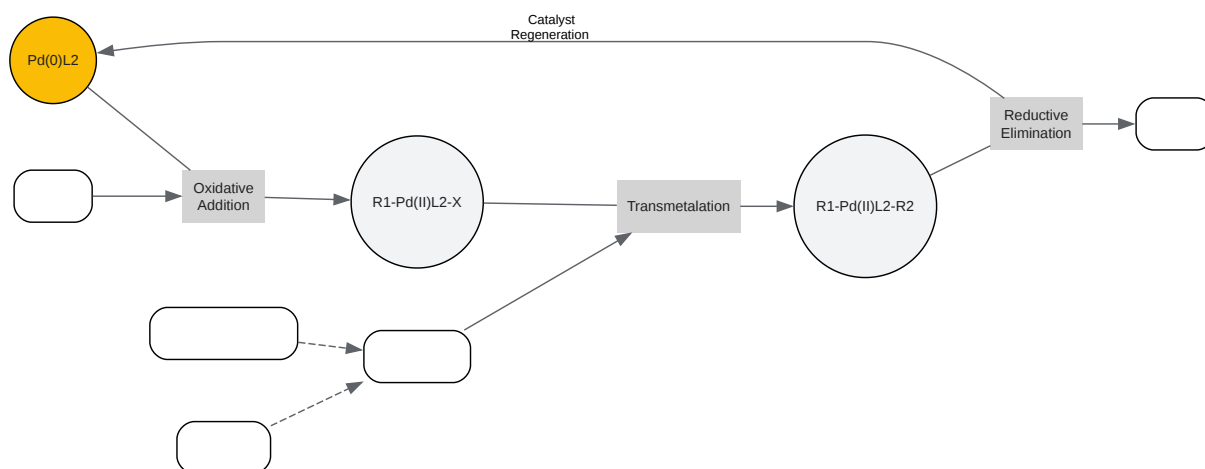 Catalyst
Regeneration
Pd(0)L2
Reductive
Elimination
Oxidative
Addition
R1-Pd(II)L2-X
Transmetalation
R1-Pd(II)L2-R2